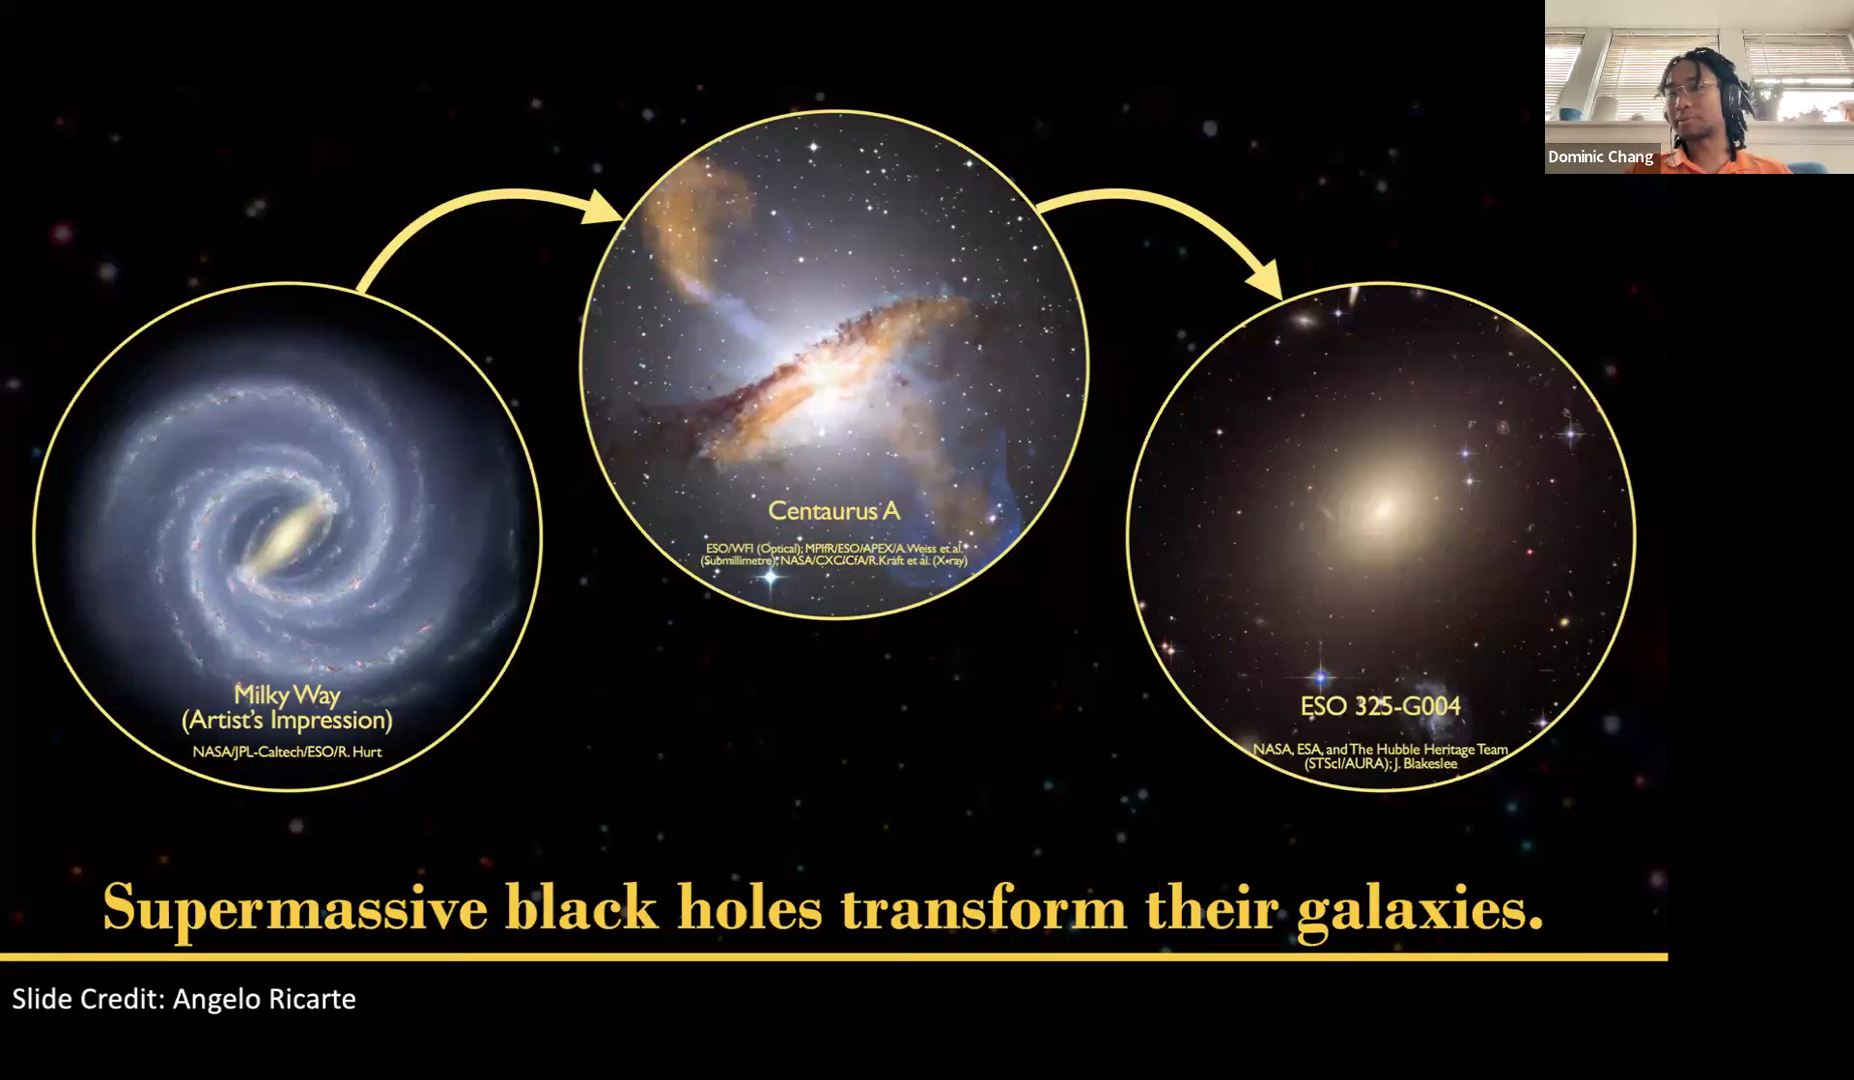 Dominic Chang
Centaurus A
ESO/WFI (Optical); MPIfR/ESO/APEX/A.Weiss et al.
(Submillimetre); NASA/CXC/CfA/R.Kraft et al. (X-ray)
Milky Way
(Artist's Impression)
NASA/JPL-Caltech/ESO/R. Hurt
ESO 325-G004
NASA, ESA, and The Hubble Heritage Team
(STScI/AURA); J. Blakeslee
Supermassive black holes transform their galaxies.
Slide Credit: Angelo Ricarte